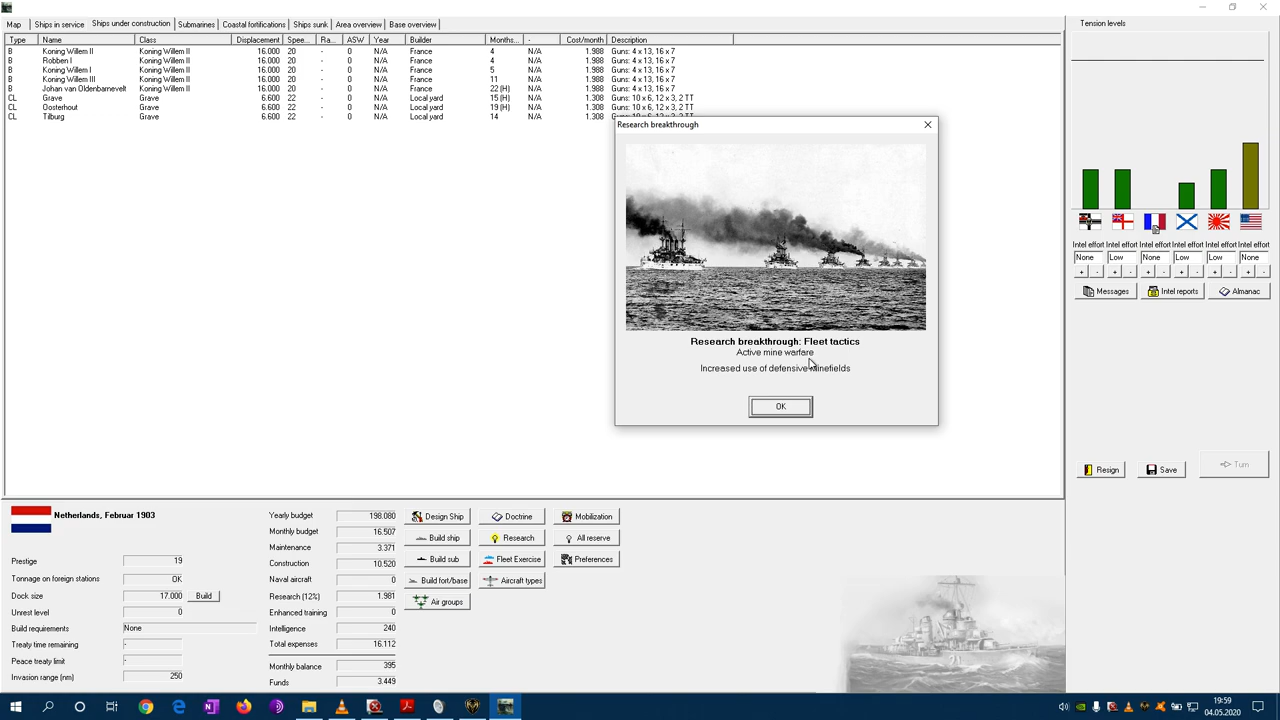 Map Ships in service Ships under construction Submarines Coastal fortifications Ships sunk Area overview Base overview
Type Name Class Displacement Spee... Ra... ASW Year Builder Months... - Cost/month Description
B Koning Willem II Koning Willem II 16.000 20 - 0 N/A France 4 N/A 1.988 Guns: 4 x 13, 16 x 7
B Robben I Koning Willem II 16.000 20 - 0 N/A France 4 N/A 1.988 Guns: 4 x 13, 16 x 7
B Koning Willem I Koning Willem II 16.000 20 - 0 N/A France 5 N/A 1.988 Guns: 4 x 13, 16 x 7
B Koning Willem III Koning Willem II 16.000 20 - 0 N/A France 11 N/A 1.988 Guns: 4 x 13, 16 x 7
B Johan van Oldenbarnevelt Koning Willem II 16.000 20 - 0 N/A France 22 (H) N/A 1.988 Guns: 4 x 13, 16 x 7
CL Grave Grave 6.600 22 - 0 N/A Local yard 15 (H) N/A 1.308 Guns: 10 x 6, 12 x 3, 2 TT
CL Oosterhout Grave 6.600 22 - 0 N/A Local yard 19 (H) N/A 1.308 Guns: 10 x 6, 12 x 3, 2 TT
CL Tilburg Grave 6.600 22 - 0 N/A Local yard 14 N/A 1.308
Research breakthrough
Research breakthrough: Fleet tactics
Active mine warfare
Increased use of defensive minefields
OK
Tension levels
Intel effort Intel effort Intel effort Intel effort Intel effort Intel effort
None Low None Low Low None
+ - + - + - + - + - + -
Messages Intel reports Almanac
Resign Save Turn
Netherlands, Februar 1903
Prestige 19
Tonnage on foreign stations OK
Dock size 17.000 Build
Unrest level 0
Build requirements None
Treaty time remaining -
Peace treaty limit -
Invasion range (nm) 250
Yearly budget 198.080
Monthly budget 16.507
Maintenance 3.371
Construction 10.520
Naval aircraft 0
Research (12%) 1.981
Enhanced training 0
Intelligence 240
Total expenses 16.112
Monthly balance 395
Funds 3.449
Design Ship Doctrine Mobilization
Build ship Research All reserve
Build sub Fleet Exercise Preferences
Build fort/base Aircraft types
Air groups
19:59
04.05.2020